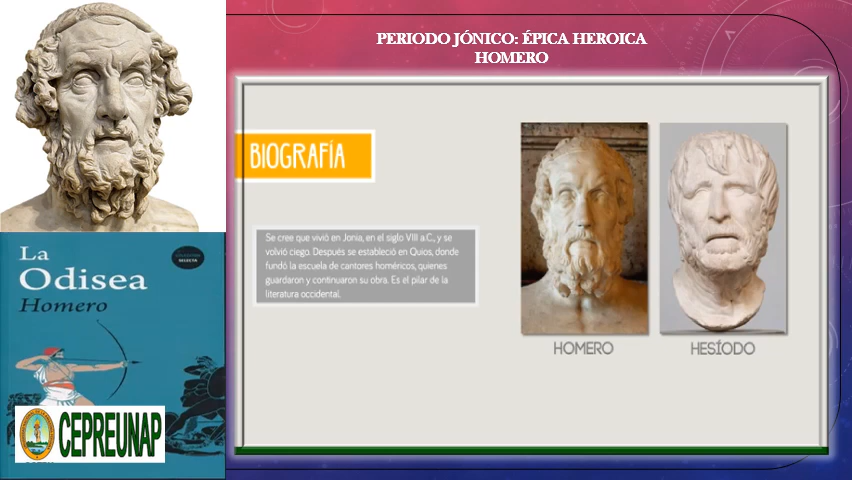 PERIODO JÓNICO: ÉPICA HEROICA
HOMERO
BIOGRAFÍA
Se cree que vivió en Jonia, en el siglo VIII a.C., y se
volvió ciego. Después se estableció en Quios, donde
fundó la escuela de cantores homéricos, quienes
guardaron y continuaron su obra. Es el pilar de la
literatura occidental.
HOMERO
HESÍODO
La
Odisea
Homero
SELECTA
CEPREUNAP